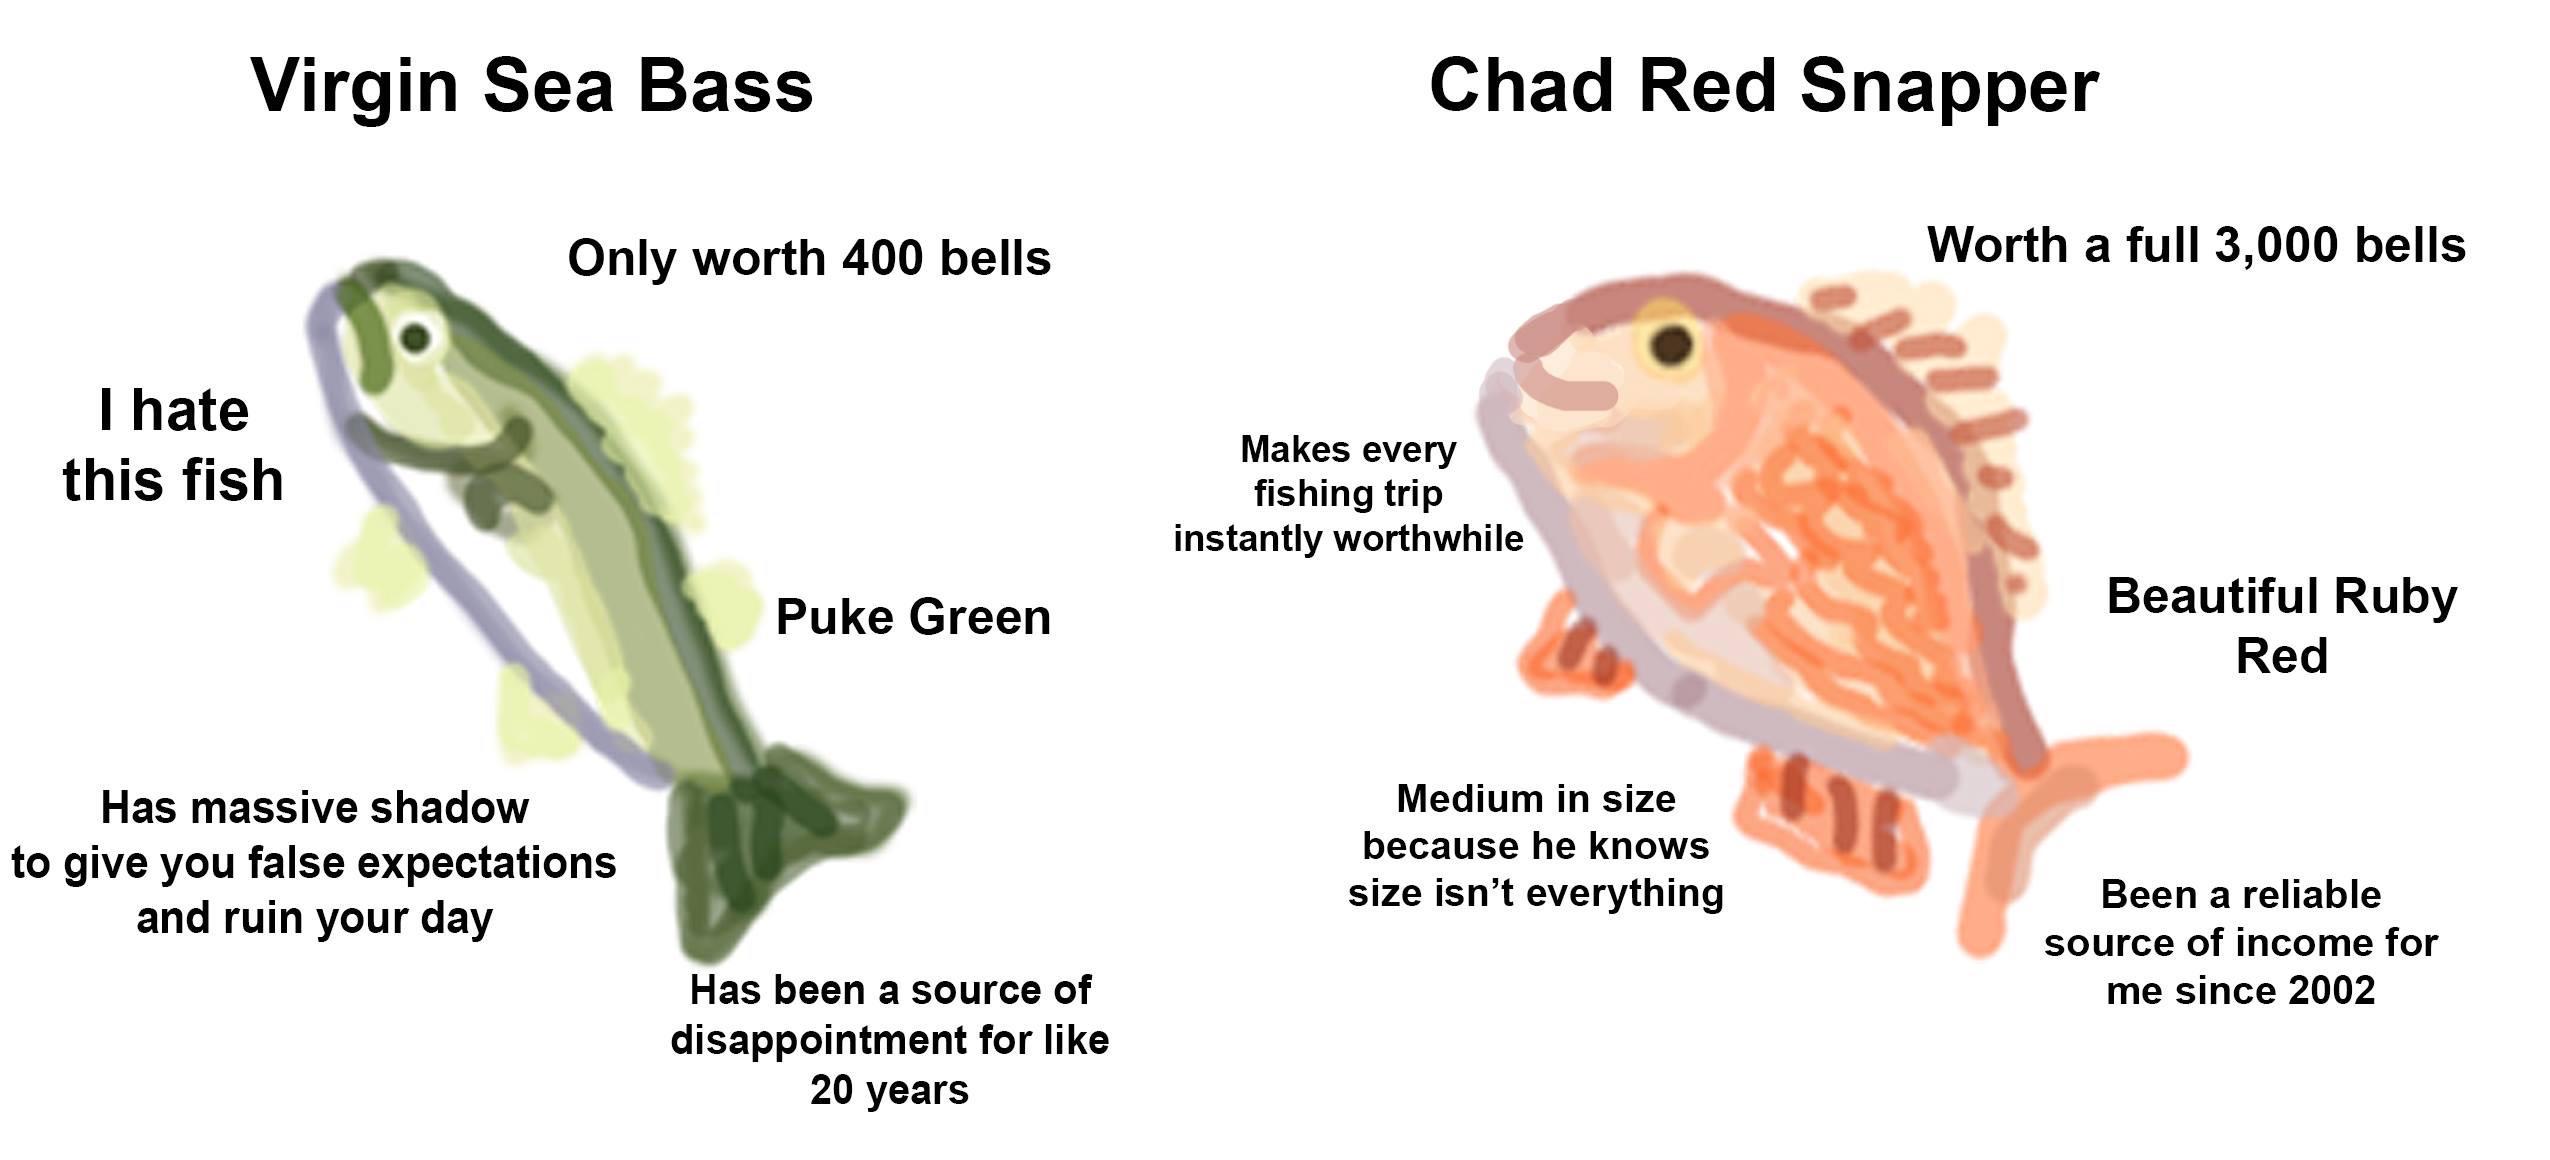 Virgin Sea Bass
Only worth 400 bells
I hate
this fish
Puke Green
Has massive shadow
to give you false expectations
and ruin your day
Has been a source of
disappointment for like
20 years
Chad Red Snapper
Worth a full 3,000 bells
Makes every
fishing trip
instantly worthwhile
Beautiful Ruby
Red
Medium in size
because he knows
size isn’t everything
Been a reliable
source of income for
me since 2002